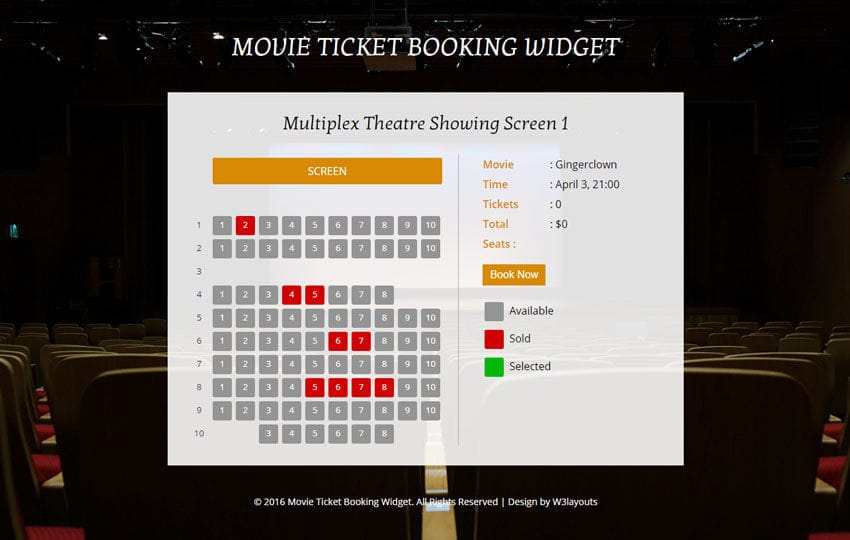 MOVIE TICKET BOOKING WIDGET
Multiplex Theatre Showing Screen 1
SCREEN
1 1 2 3 4 5 6 7 8 9 10
2 1 2 3 4 5 6 7 8 9 10
3
4 1 2 3 4 5 6 7 8
5 1 2 3 4 5 6 7 8 9 10
6 1 2 3 4 5 6 7 8 9 10
7 1 2 3 4 5 6 7 8 9 10
8 1 2 3 4 5 6 7 8 9 10
9 1 2 3 4 5 6 7 8 9 10
10 3 4 5 6 7 8
Movie : Gingerclown
Time : April 3, 21:00
Tickets : 0
Total : $0
Seats :
Book Now
Available
Sold
Selected
© 2016 Movie Ticket Booking Widget. All Rights Reserved | Design by W3layouts